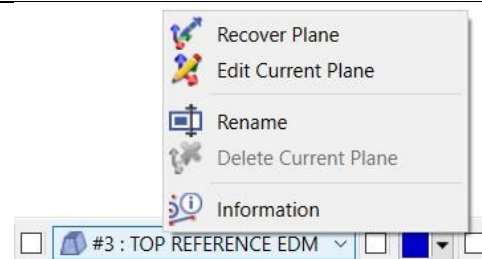 Recover Plane
Edit Current Plane
Rename
Delete Current Plane
Information
#3 : TOP REFERENCE EDM